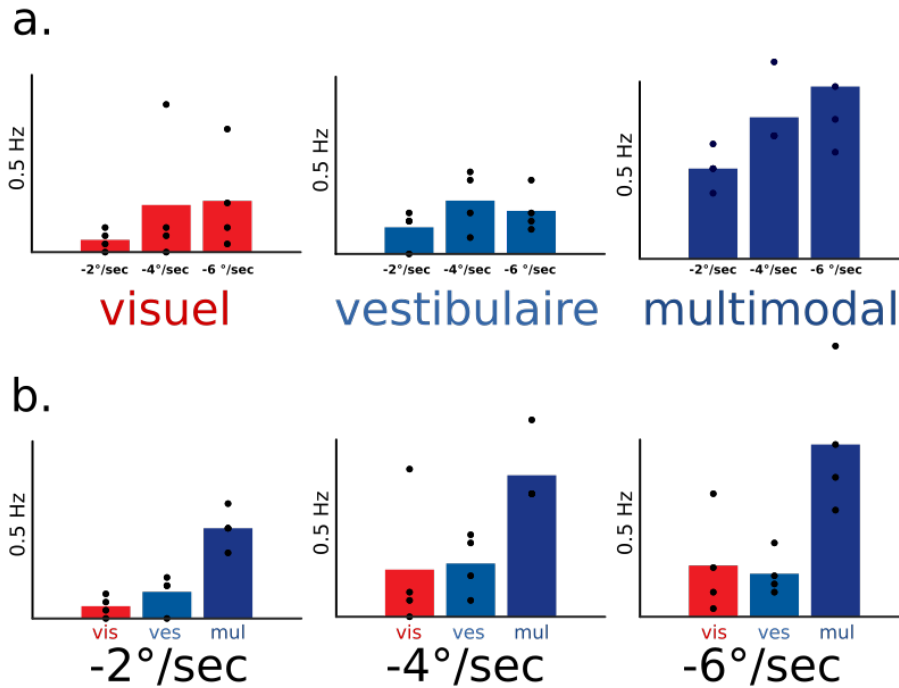 a.
0.5 Hz
-2°/sec -4°/sec -6 °/sec
visuel
0.5 Hz
-2°/sec -4°/sec -6 °/sec
vestibulaire
0.5 Hz
-2°/sec -4°/sec -6 °/sec
multimodal
b.
0.5 Hz
vis ves mul
-2°/sec
0.5 Hz
vis ves mul
-4°/sec
0.5 Hz
vis ves mul
-6°/sec